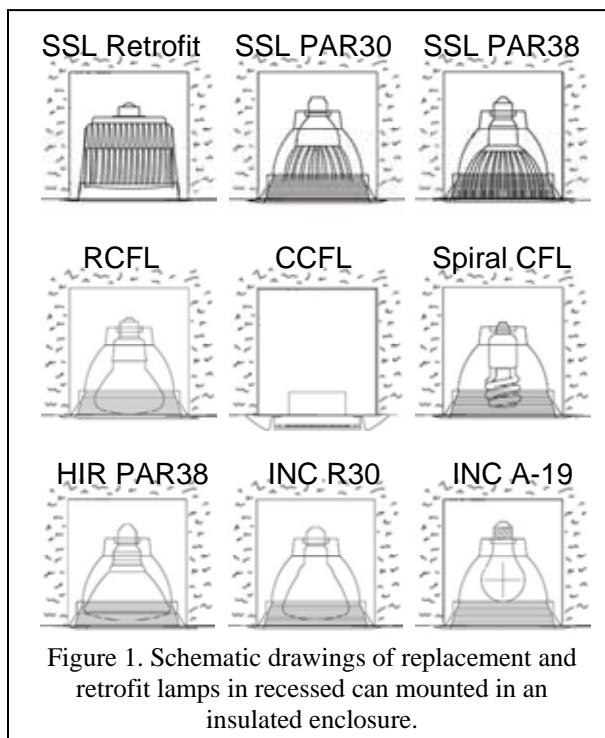 SSL Retrofit SSL PAR30 SSL PAR38
RCFL CCFL Spiral CFL
HIR PAR38 INC R30 INC A-19
Figure 1. Schematic drawings of replacement and
retrofit lamps in recessed can mounted in an
insulated enclosure.